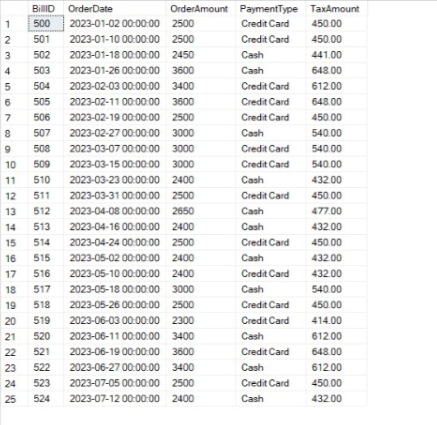 BillID OrderDate OrderAmount PaymentType TaxAmount
1 500 2023-01-02 00:00:00 2500 Credit Card 450.00
2 501 2023-01-10 00:00:00 2500 Credit Card 450.00
3 502 2023-01-18 00:00:00 2450 Cash 441.00
4 503 2023-01-26 00:00:00 3600 Cash 648.00
5 504 2023-02-03 00:00:00 3400 Credit Card 612.00
6 505 2023-02-11 00:00:00 3600 Credit Card 648.00
7 506 2023-02-19 00:00:00 2500 Credit Card 450.00
8 507 2023-02-27 00:00:00 3000 Cash 540.00
9 508 2023-03-07 00:00:00 3000 Credit Card 540.00
10 509 2023-03-15 00:00:00 3000 Credit Card 540.00
11 510 2023-03-23 00:00:00 2400 Cash 432.00
12 511 2023-03-31 00:00:00 2500 Credit Card 450.00
13 512 2023-04-08 00:00:00 2650 Cash 477.00
14 513 2023-04-16 00:00:00 2400 Cash 432.00
15 514 2023-04-24 00:00:00 2500 Credit Card 450.00
16 515 2023-05-02 00:00:00 2400 Cash 432.00
17 516 2023-05-10 00:00:00 2400 Credit Card 432.00
18 517 2023-05-18 00:00:00 3000 Cash 540.00
19 518 2023-05-26 00:00:00 2500 Credit Card 450.00
20 519 2023-06-03 00:00:00 2300 Credit Card 414.00
21 520 2023-06-11 00:00:00 3400 Cash 612.00
22 521 2023-06-19 00:00:00 3600 Credit Card 648.00
23 522 2023-06-27 00:00:00 3400 Cash 612.00
24 523 2023-07-05 00:00:00 2500 Credit Card 450.00
25 524 2023-07-12 00:00:00 2400 Cash 432.00